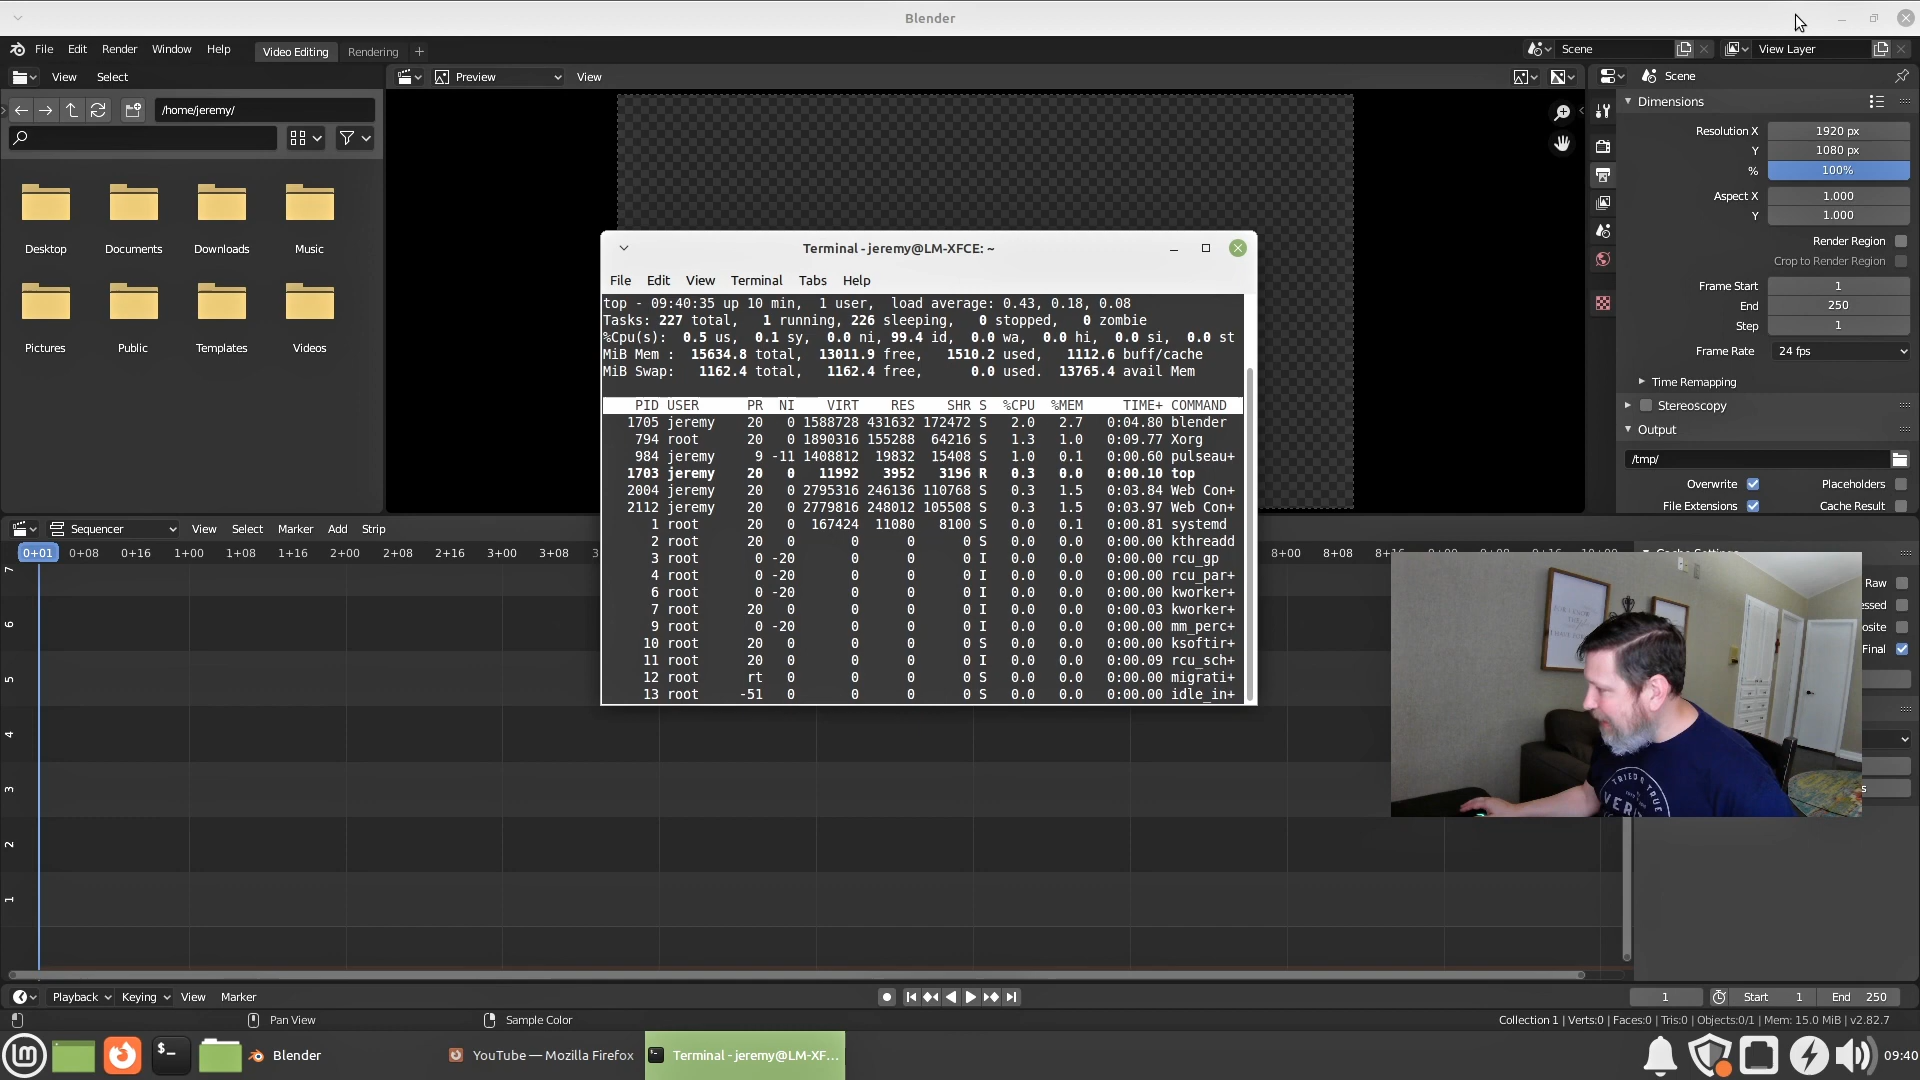 Blender
File Edit Render Window Help Video Editing Rendering + Scene View Layer
View Select Preview View Scene
/home/jeremy/
Desktop Documents Downloads Music
Pictures Public Templates Videos
Dimensions
Resolution X 1920 px
Y 1080 px
% 100%
Aspect X 1.000
Y 1.000
Render Region
Crop to Render Region
Frame Start 1
End 250
Step 1
Frame Rate 24 fps
Time Remapping
Stereoscopy
Output
/tmp/
Overwrite Placeholders
File Extensions Cache Result
Terminal - jeremy@LM-XFCE: ~
File Edit View Terminal Tabs Help
top - 09:40:35 up 10 min, 1 user, load average: 0.43, 0.18, 0.08
Tasks: 227 total, 1 running, 226 sleeping, 0 stopped, 0 zombie
%Cpu(s): 0.5 us, 0.1 sy, 0.0 ni, 99.4 id, 0.0 wa, 0.0 hi, 0.0 si, 0.0 st
MiB Mem : 15634.8 total, 13011.9 free, 1510.2 used, 1112.6 buff/cache
MiB Swap: 1162.4 total, 1162.4 free, 0.0 used. 13765.4 avail Mem
PID USER PR NI VIRT RES SHR S %CPU %MEM TIME+ COMMAND
1705 jeremy 20 0 1588728 431632 172472 S 2.0 2.7 0:04.80 blender
794 root 20 0 1890316 155288 64216 S 1.3 1.0 0:09.77 Xorg
984 jeremy 9 -11 1408812 19832 15408 S 1.0 0.1 0:00.60 pulseau+
1703 jeremy 20 0 11992 3952 3196 R 0.3 0.0 0:00.10 top
2004 jeremy 20 0 2795316 246136 110768 S 0.3 1.5 0:03.84 Web Con+
2112 jeremy 20 0 2779816 248012 105508 S 0.3 1.5 0:03.97 Web Con+
1 root 20 0 167424 11080 8100 S 0.0 0.1 0:00.81 systemd
2 root 20 0 0 0 0 S 0.0 0.0 0:00.00 kthreadd
3 root 0 -20 0 0 0 I 0.0 0.0 0:00.00 rcu_gp
4 root 0 -20 0 0 0 I 0.0 0.0 0:00.00 rcu_par+
6 root 0 -20 0 0 0 I 0.0 0.0 0:00.00 kworker+
7 root 20 0 0 0 0 I 0.0 0.0 0:00.03 kworker+
9 root 0 -20 0 0 0 I 0.0 0.0 0:00.00 mm_perc+
10 root 20 0 0 0 0 S 0.0 0.0 0:00.00 ksoftir+
11 root 20 0 0 0 0 I 0.0 0.0 0:00.09 rcu_sch+
12 root rt 0 0 0 0 S 0.0 0.0 0:00.00 migrati+
13 root -51 0 0 0 0 S 0.0 0.0 0:00.00 idle_in+
Sequencer View Select Marker Add Strip
0+01 0+08 0+16 1+00 1+08 1+16 2+00 2+08 2+16 3+00 3+08 3 8+00 8+08 8+16
7
6
5
4
3
2
1
Raw
Final
TRIED & TRUE
VERI
Playback Keying View Marker 1 Start 1 End 250
Pan View Sample Color Collection 1 | Verts:0 | Faces:0 | Tris:0 | Objects:0/1 | Mem: 15.0 MiB | v2.82.7
Blender YouTube — Mozilla Firefox Terminal - jeremy@LM-XF... 09:40